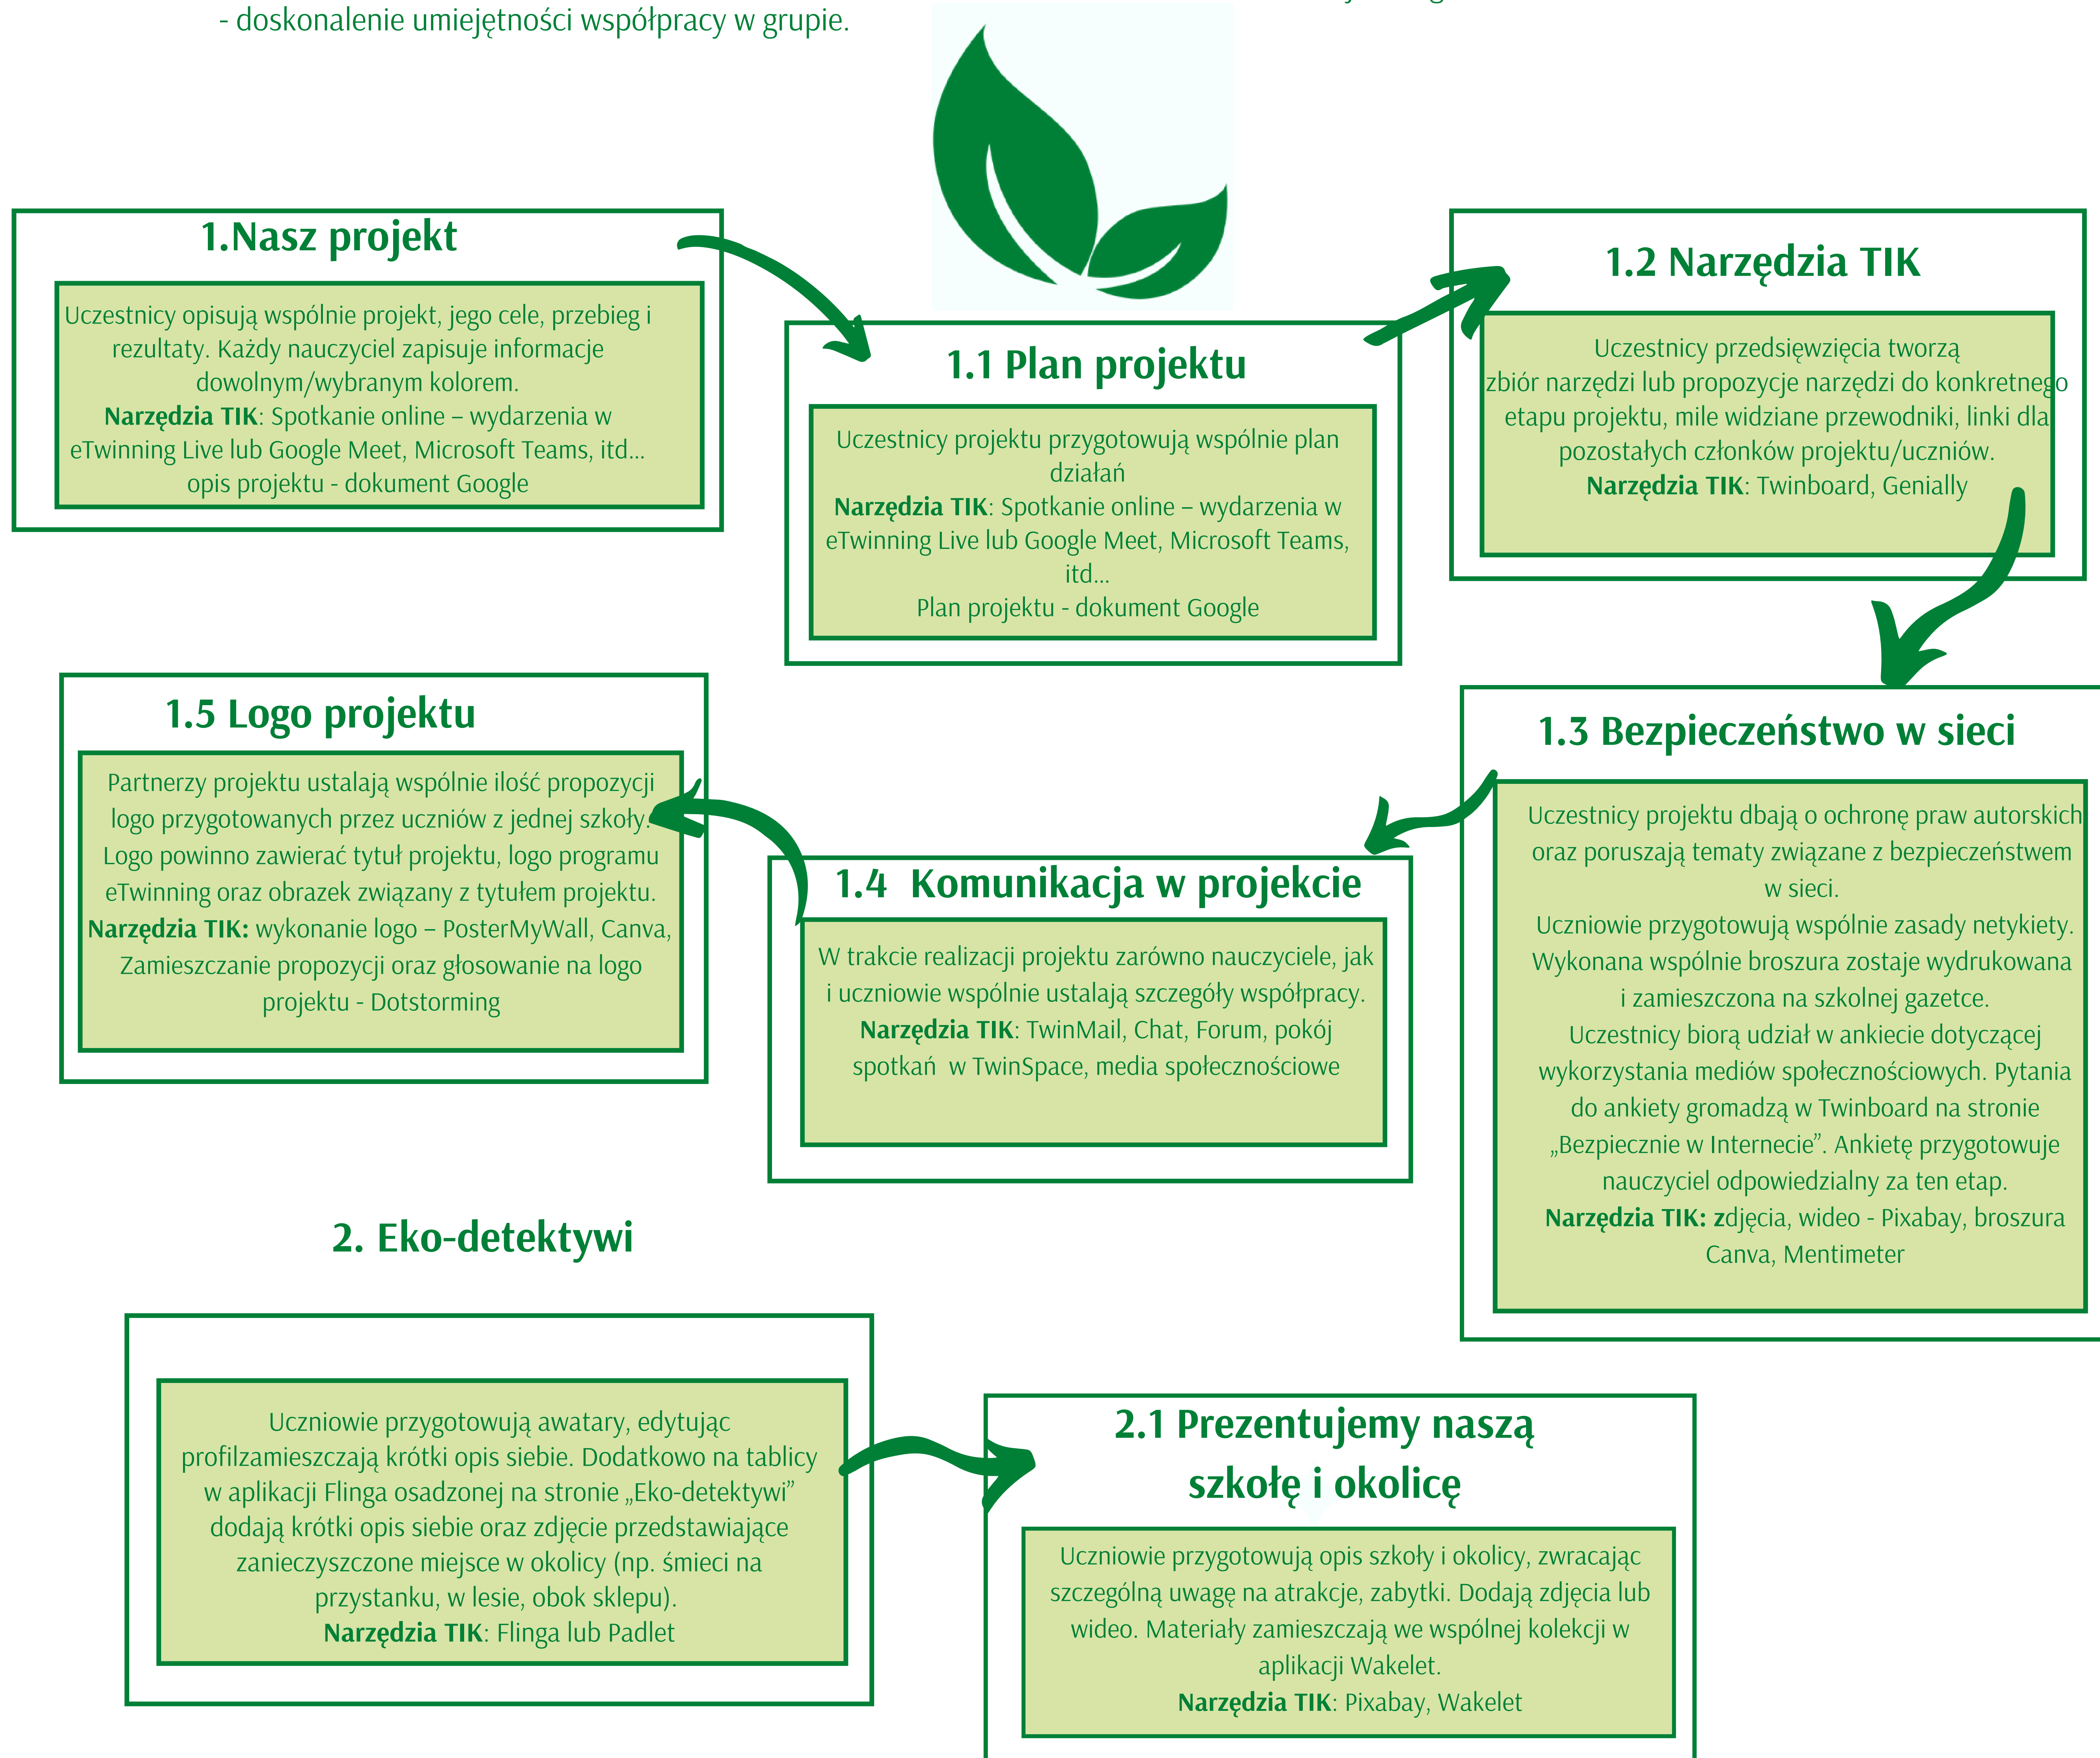 - doskonalenie umiejętności współpracy w grupie.
1.Nasz projekt
Uczestnicy opisują wspólnie projekt, jego cele, przebieg i
rezultaty. Każdy nauczyciel zapisuje informacje
dowolnym/wybranym kolorem.
Narzędzia TIK: Spotkanie online – wydarzenia w
eTwinning Live lub Google Meet, Microsoft Teams, itd...
opis projektu - dokument Google
1.1 Plan projektu
Uczestnicy projektu przygotowują wspólnie plan
działań
Narzędzia TIK: Spotkanie online – wydarzenia w
eTwinning Live lub Google Meet, Microsoft Teams,
itd...
Plan projektu - dokument Google
1.2 Narzędzia TIK
Uczestnicy przedsięwzięcia tworzą
zbiór narzędzi lub propozycje narzędzi do konkretnego
etapu projektu, mile widziane przewodniki, linki dla
pozostałych członków projektu/uczniów.
Narzędzia TIK: Twinboard, Genially
1.3 Bezpieczeństwo w sieci
Uczestnicy projektu dbają o ochronę praw autorskich
oraz poruszają tematy związane z bezpieczeństwem
w sieci.
Uczniowie przygotowują wspólnie zasady netykiety.
Wykonana wspólnie broszura zostaje wydrukowana
i zamieszczona na szkolnej gazetce.
Uczestnicy biorą udział w ankiecie dotyczącej
wykorzystania mediów społecznościowych. Pytania
do ankiety gromadzą w Twinboard na stronie
„Bezpiecznie w Internecie”. Ankietę przygotowuje
nauczyciel odpowiedzialny za ten etap.
Narzędzia TIK: zdjęcia, wideo - Pixabay, broszura
Canva, Mentimeter
1.4 Komunikacja w projekcie
W trakcie realizacji projektu zarówno nauczyciele, jak
i uczniowie wspólnie ustalają szczegóły współpracy.
Narzędzia TIK: TwinMail, Chat, Forum, pokój
spotkań w TwinSpace, media społecznościowe
1.5 Logo projektu
Partnerzy projektu ustalają wspólnie ilość propozycji
logo przygotowanych przez uczniów z jednej szkoły.
Logo powinno zawierać tytuł projektu, logo programu
eTwinning oraz obrazek związany z tytułem projektu.
Narzędzia TIK: wykonanie logo – PosterMyWall, Canva,
Zamieszczanie propozycji oraz głosowanie na logo
projektu - Dotstorming
2. Eko-detektywi
Uczniowie przygotowują awatary, edytując
profilzamieszczają krótki opis siebie. Dodatkowo na tablicy
w aplikacji Flinga osadzonej na stronie „Eko-detektywi”
dodają krótki opis siebie oraz zdjęcie przedstawiające
zanieczyszczone miejsce w okolicy (np. śmieci na
przystanku, w lesie, obok sklepu).
Narzędzia TIK: Flinga lub Padlet
2.1 Prezentujemy naszą
szkołę i okolicę
Uczniowie przygotowują opis szkoły i okolicy, zwracając
szczególną uwagę na atrakcje, zabytki. Dodają zdjęcia lub
wideo. Materiały zamieszczają we wspólnej kolekcji w
aplikacji Wakelet.
Narzędzia TIK: Pixabay, Wakelet